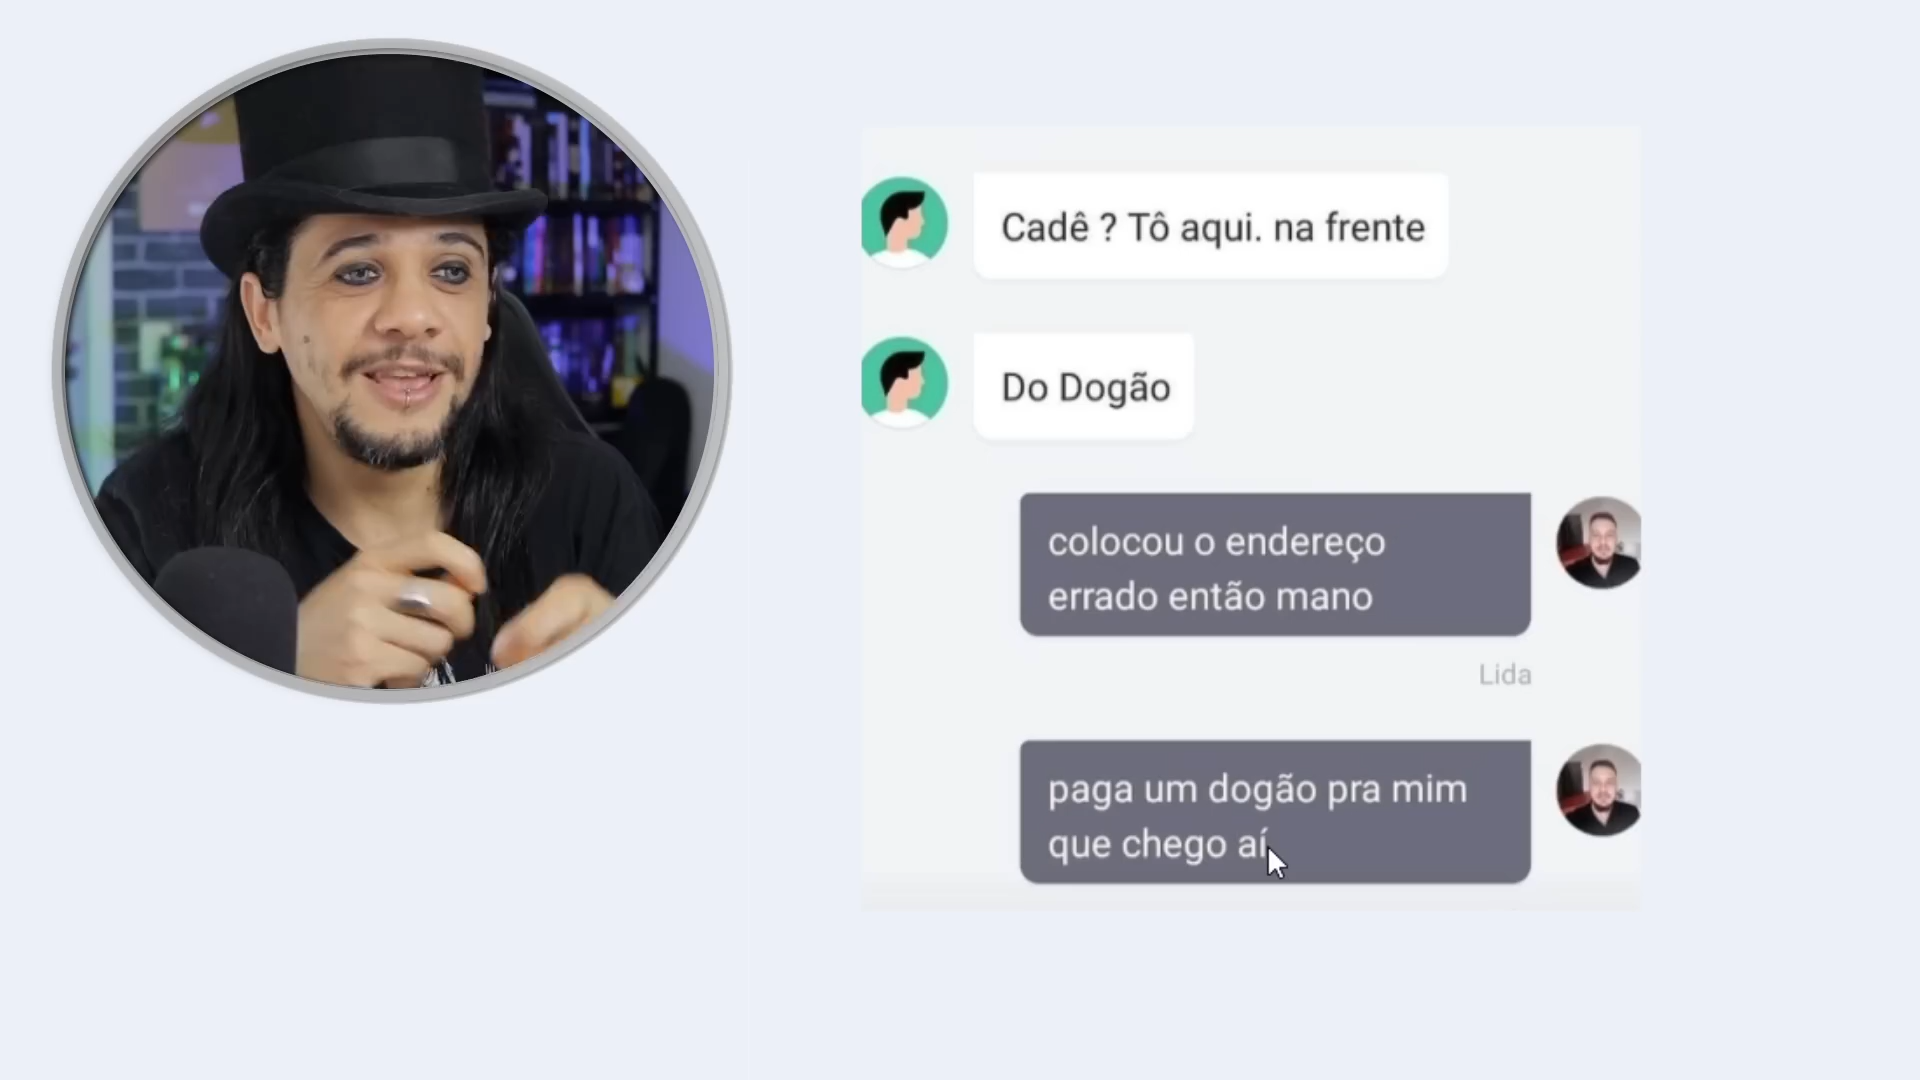 Cadê ? Tô aqui. na frente
Do Dogão
colocou o endereço
errado então mano
Lida
paga um dogão pra mim
que chego aí